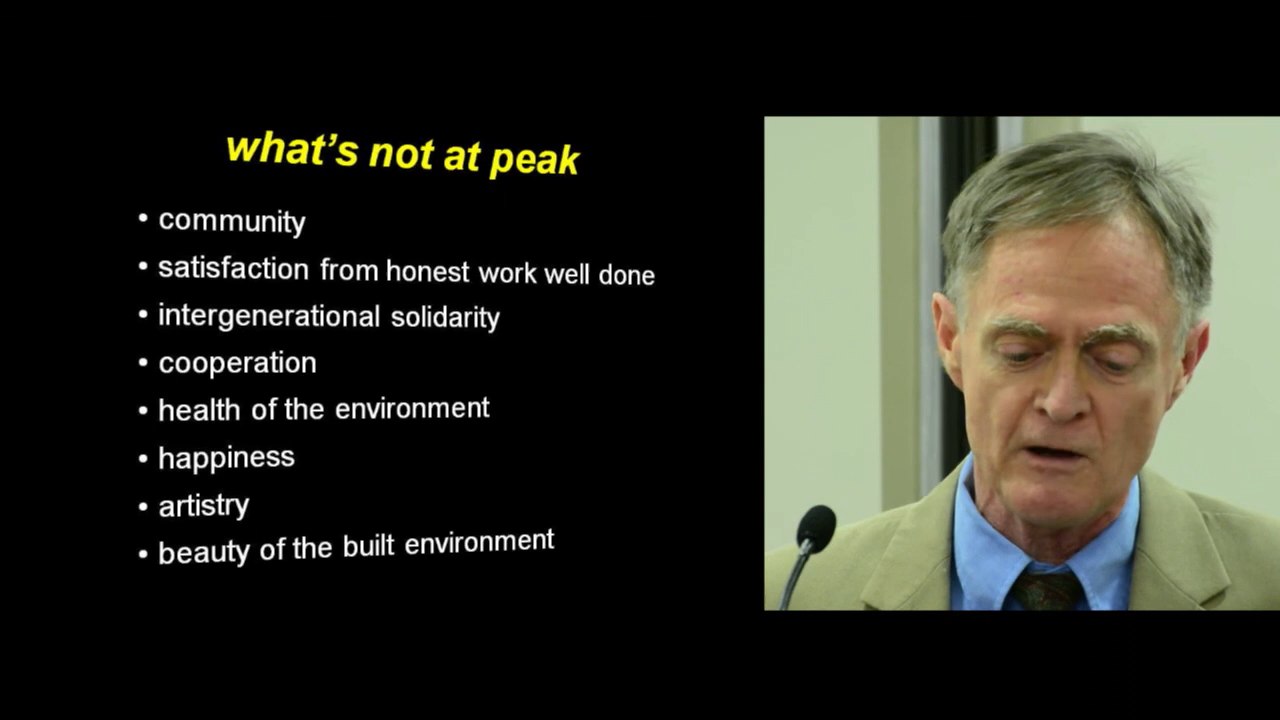 what's not at peak
• community
• satisfaction from honest work well done
• intergenerational solidarity
• cooperation
• health of the environment
• happiness
• artistry
• beauty of the built environment